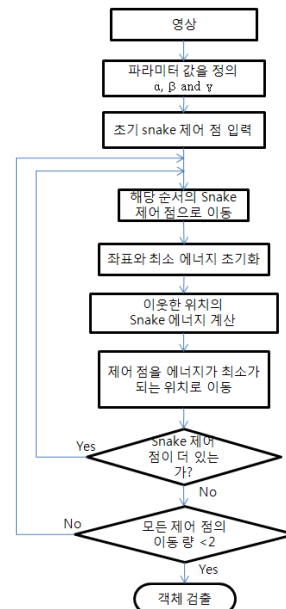 영상
파라미터 값을 정의
α, β and γ
초기 snake 제어 점 입력
해당 순서의 Snake
제어 점으로 이동
좌표와 최소 에너지 초기화
이웃한 위치의
Snake 에너지 계산
제어 점을 에너지가 최소가
되는 위치로 이동
Yes
Snake 제어
점이 더 있는
가?
No
No
모든 제어 점의
이동 량 <2
Yes
객체 검출